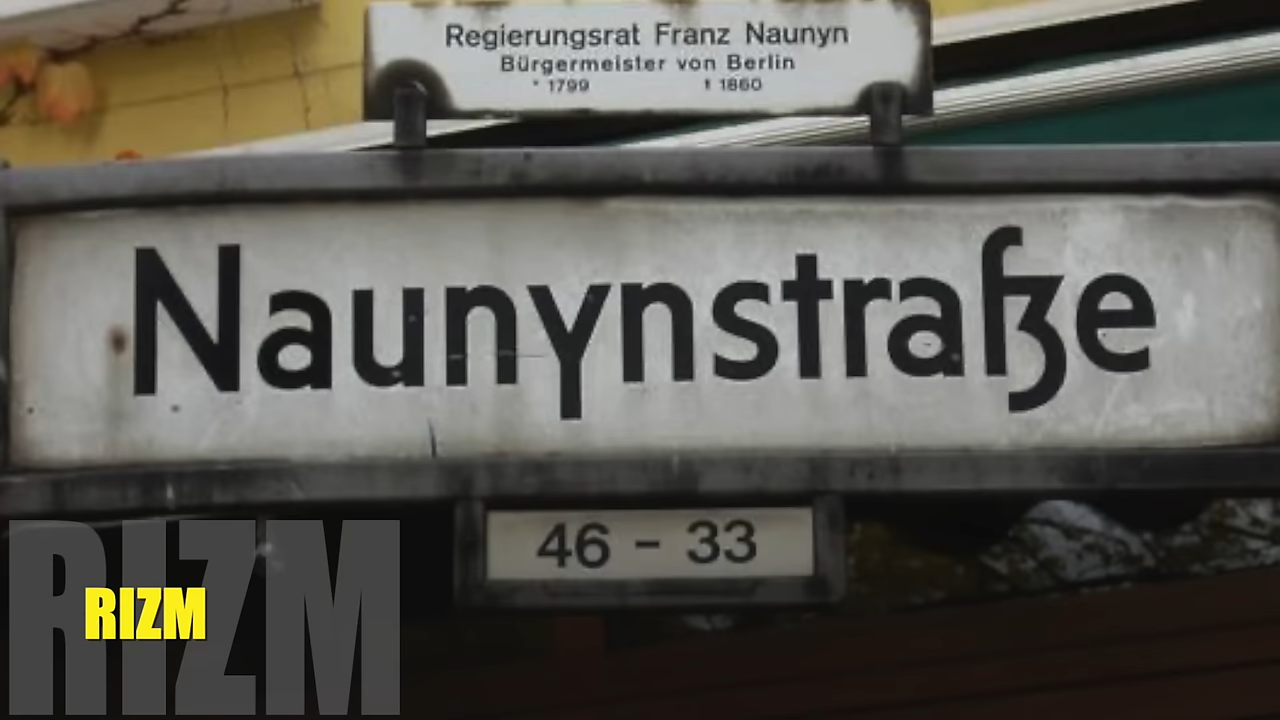 Regierungsrat Franz Naunyn
Bürgermeister von Berlin
* 1799 † 1860
Naunynstraße
46 - 33
RIZM
RIZM